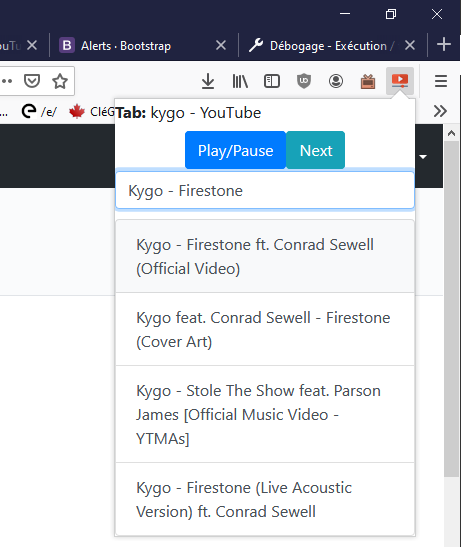 ouTu
B Alerts · Bootstrap
Débogage - Exécution /
/e/
CléG
Tab: kygo - YouTube
Play/Pause
Next
Kygo - Firestone
Kygo - Firestone ft. Conrad Sewell
(Official Video)
Kygo feat. Conrad Sewell - Firestone
(Cover Art)
Kygo - Stole The Show feat. Parson
James [Official Music Video -
YTMAs]
Kygo - Firestone (Live Acoustic
Version) ft. Conrad Sewell